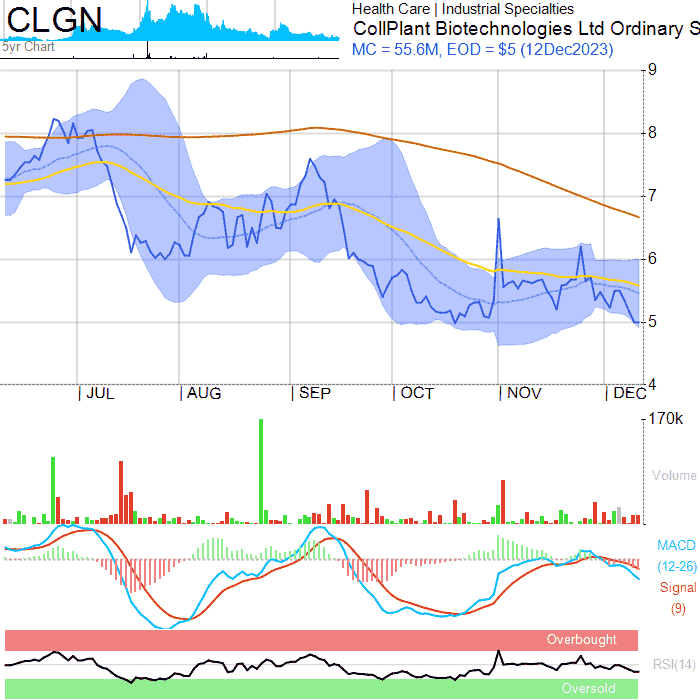 CLGN
5yr Chart
Health Care | Industrial Specialties
CollPlant Biotechnologies Ltd Ordinary S
MC = 55.6M, EOD = $5 (12Dec2023)
9
8
7
6
5
4
JUL AUG SEP OCT NOV DEC
170k
Volume
MACD
(12-26)
Signal
(9)
Overbought
RSI(14)
Oversold